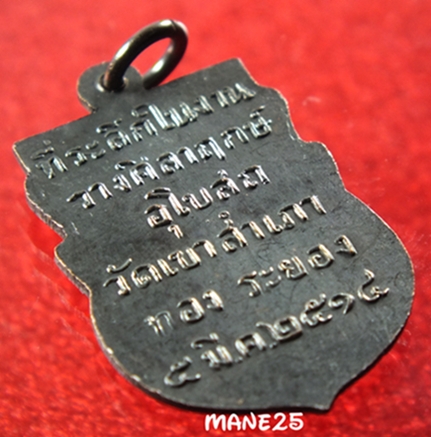 ที่ระลึกในงาน
วางศิลาฤกษ์
อุโบสถ
วัดเขาสำเภา
ทอง ระยอง
๔ มี.ค.๒๕๑๔
MANE25